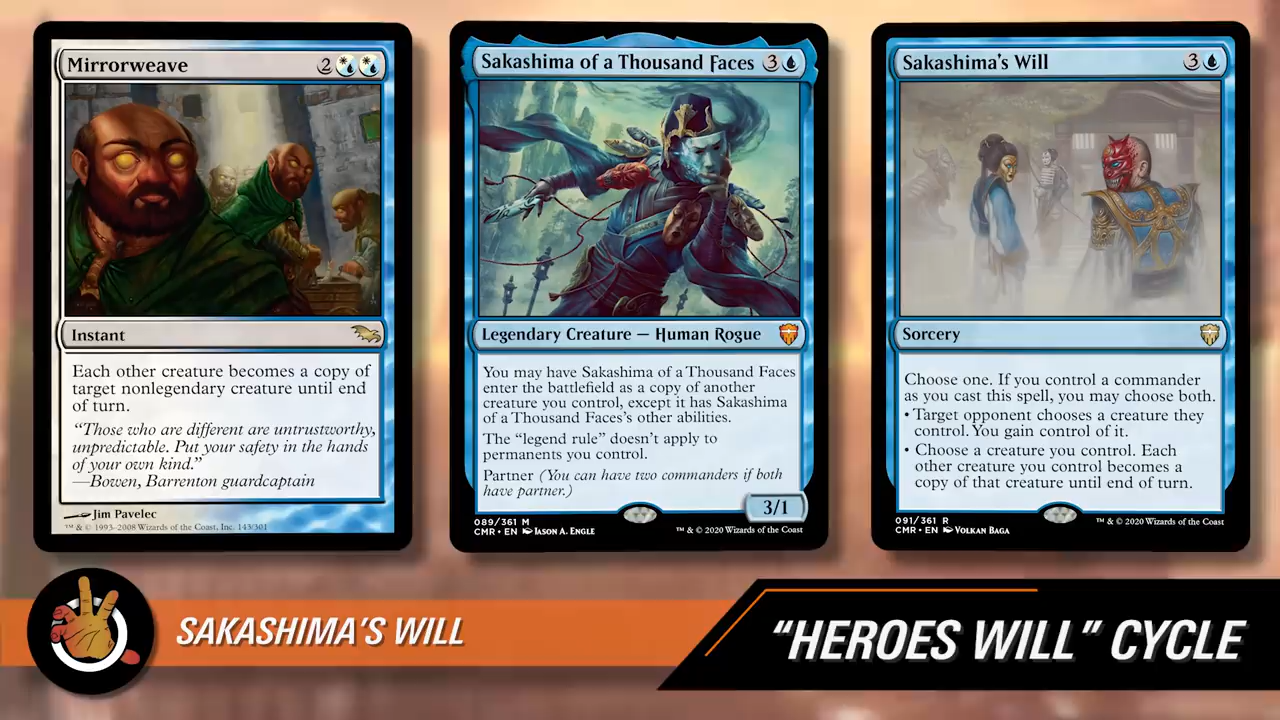 Mirrorweave 2
Instant
Each other creature becomes a copy of
target nonlegendary creature until end
of turn.
“Those who are different are untrustworthy,
unpredictable. Put your safety in the hands
of your own kind.”
—Bowen, Barrenton guardcaptain
Jim Pavelec
™ & © 1993–2008 Wizards of the Coast, Inc. 143/301
Sakashima of a Thousand Faces 3
Legendary Creature — Human Rogue
You may have Sakashima of a Thousand Faces
enter the battlefield as a copy of another
creature you control, except it has Sakashima
of a Thousand Faces's other abilities.
The “legend rule” doesn't apply to
permanents you control.
Partner (You can have two commanders if both
have partner.)
3/1
089/361 M
CMR • EN Jason A. Engle
™ & © 2020 Wizards of the Coast
Sakashima's Will 3
Sorcery
Choose one. If you control a commander
as you cast this spell, you may choose both.
• Target opponent chooses a creature they
control. You gain control of it.
• Choose a creature you control. Each
other creature you control becomes a
copy of that creature until end of turn.
091/361 R
CMR • EN Volkan Baga
™ & © 2020 Wizards of the Coast
SAKASHIMA'S WILL
“HEROES WILL” CYCLE